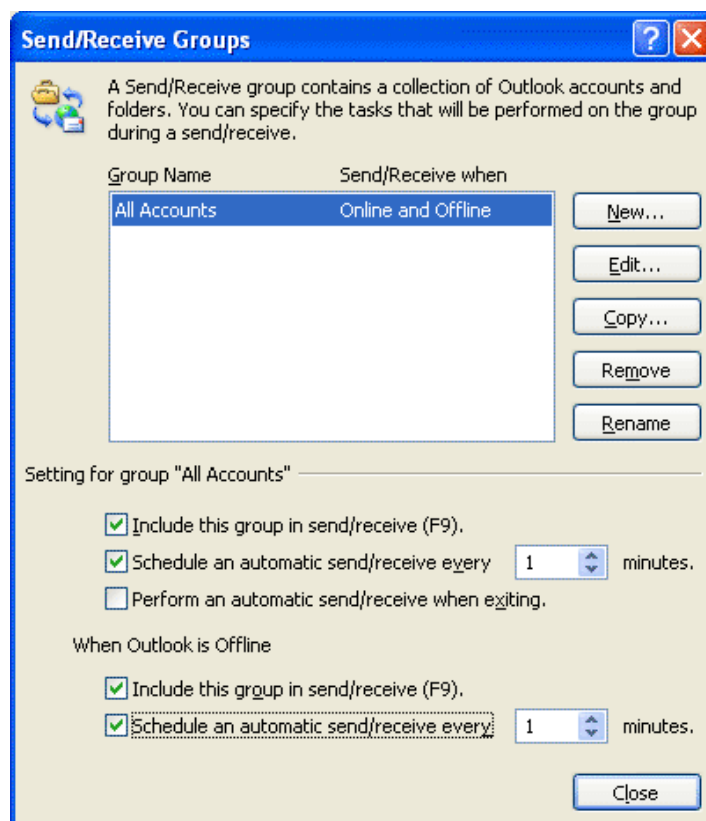 Send/Receive Groups
A Send/Receive group contains a collection of Outlook accounts and
folders. You can specify the tasks that will be performed on the group
during a send/receive.
Group Name Send/Receive when
All Accounts Online and Offline
New...
Edit...
Copy...
Remove
Rename
Setting for group "All Accounts"
Include this group in send/receive (F9).
Schedule an automatic send/receive every 1 minutes.
Perform an automatic send/receive when exiting.
When Outlook is Offline
Include this group in send/receive (F9).
Schedule an automatic send/receive every 1 minutes.
Close